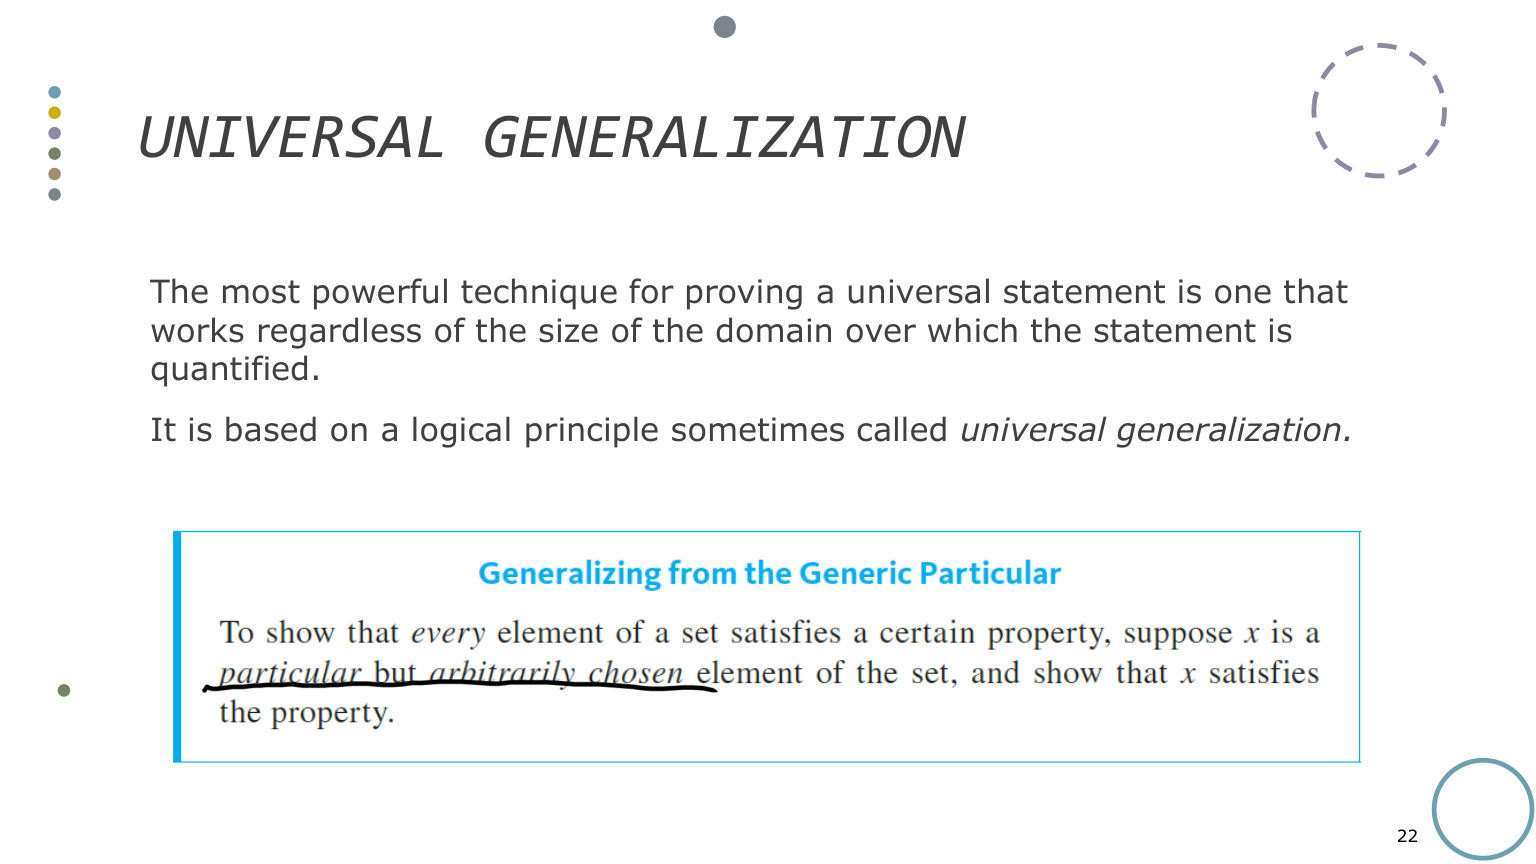 UNIVERSAL GENERALIZATION
The most powerful technique for proving a universal statement is one that
works regardless of the size of the domain over which the statement is
quantified.
It is based on a logical principle sometimes called universal generalization.
Generalizing from the Generic Particular
To show that every element of a set satisfies a certain property, suppose x is a
particular but arbitrarily chosen element of the set, and show that x satisfies
the property.
22